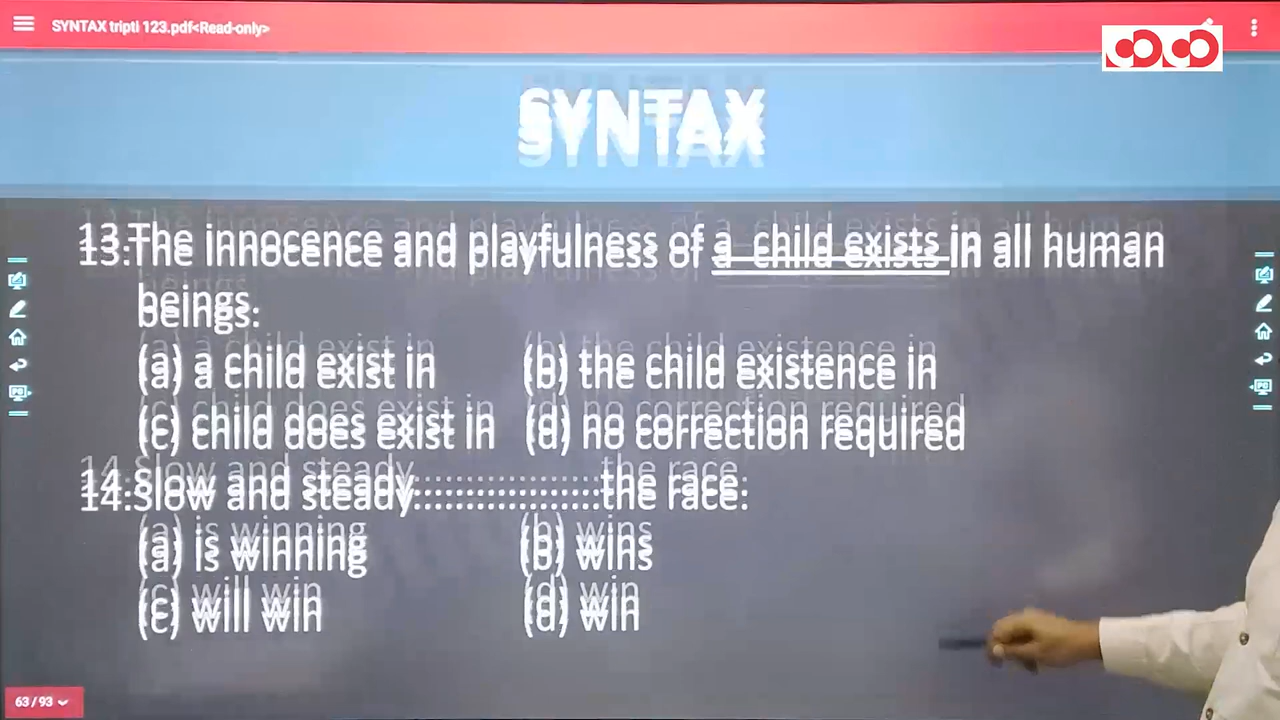 SYNTAX tripti 123.pdf<Read-only>
SYNTAX
13.The innocence and playfulness of a child exists in all human
beings:
(a) a child exist in (b) the child existence in
(c) child does exist in (d) no correction required
14.Slow and steady..................the race:
(a) is winning (b) wins
(c) will win (d) win
63 / 93